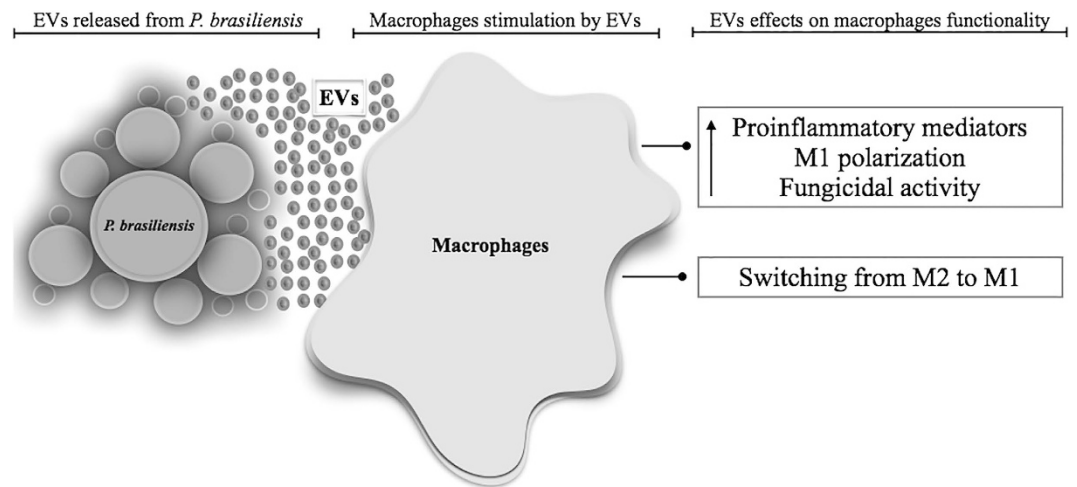 EVs released from P. brasiliensis
Macrophages stimulation by EVs
EVs effects on macrophages functionality
EVs
P. brasiliensis
Macrophages
Proinflammatory mediators
M1 polarization
Fungicidal activity
Switching from M2 to M1